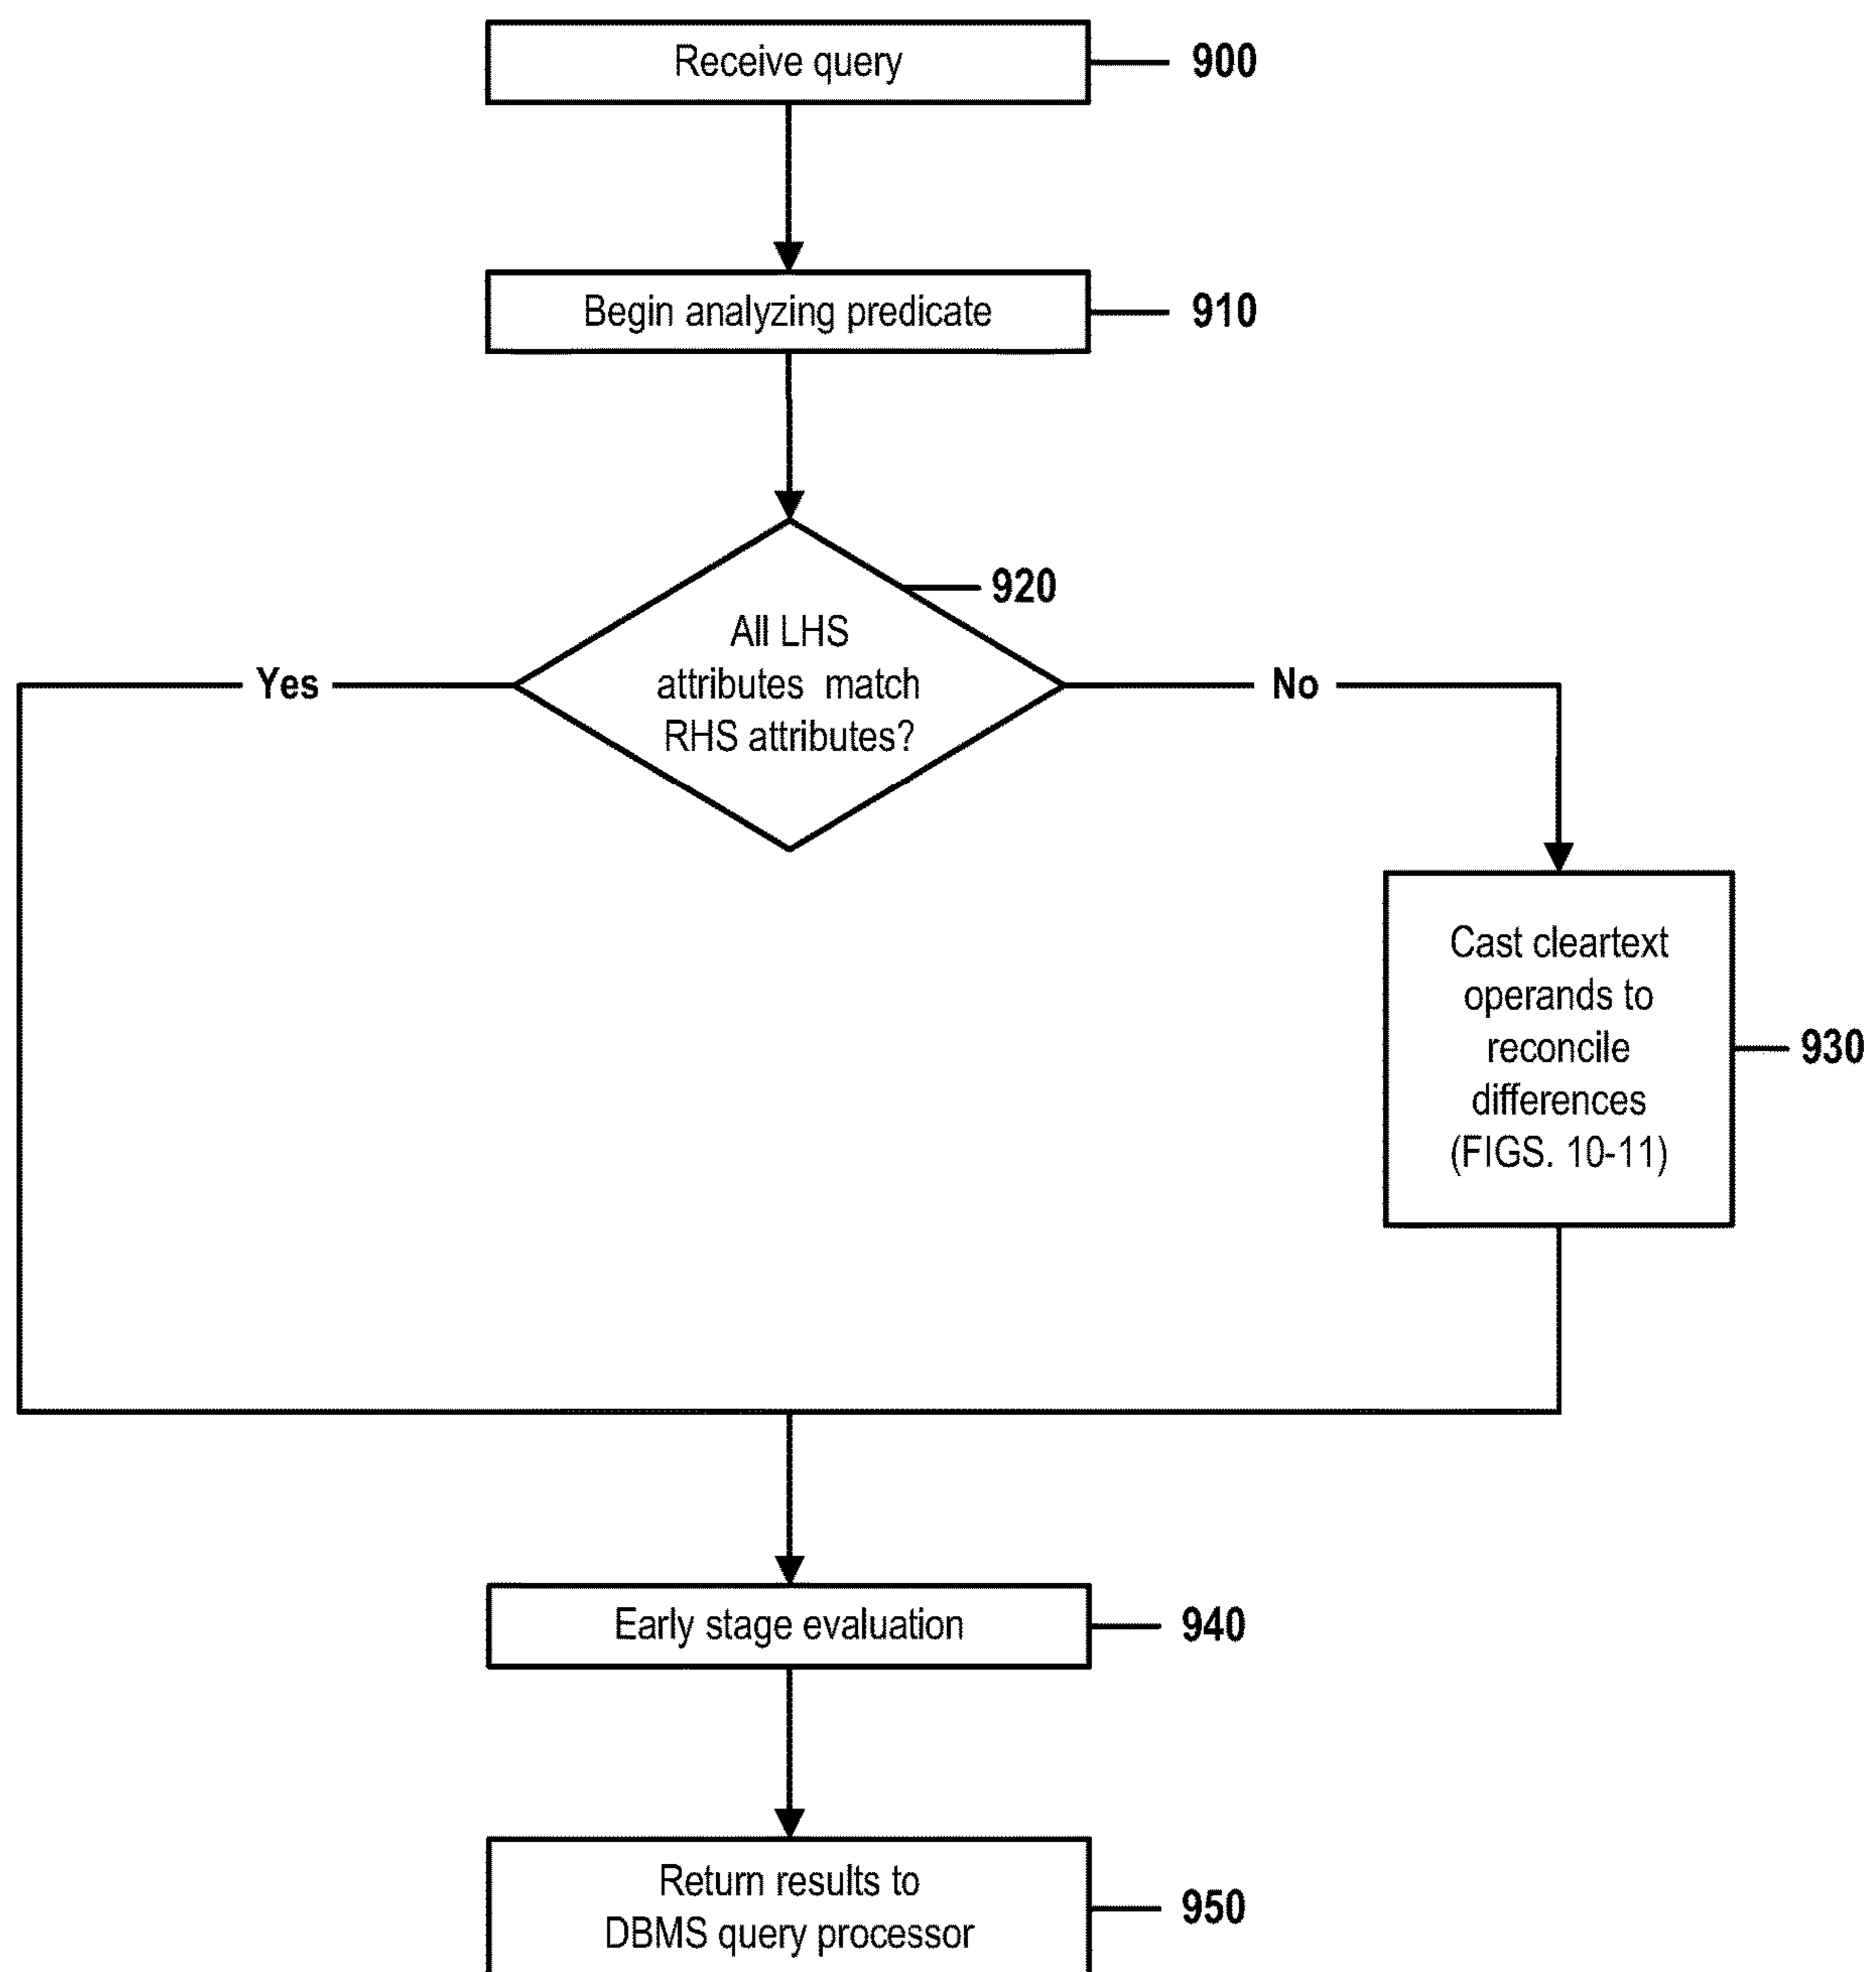 Receive query
900
Begin analyzing predicate
910
920
All LHS
attributes match
RHS attributes?
Yes
No
Cast cleartext
operands to
reconcile
differences
(FIGS. 10-11)
930
Early stage evaluation
940
Return results to
DBMS query processor
950